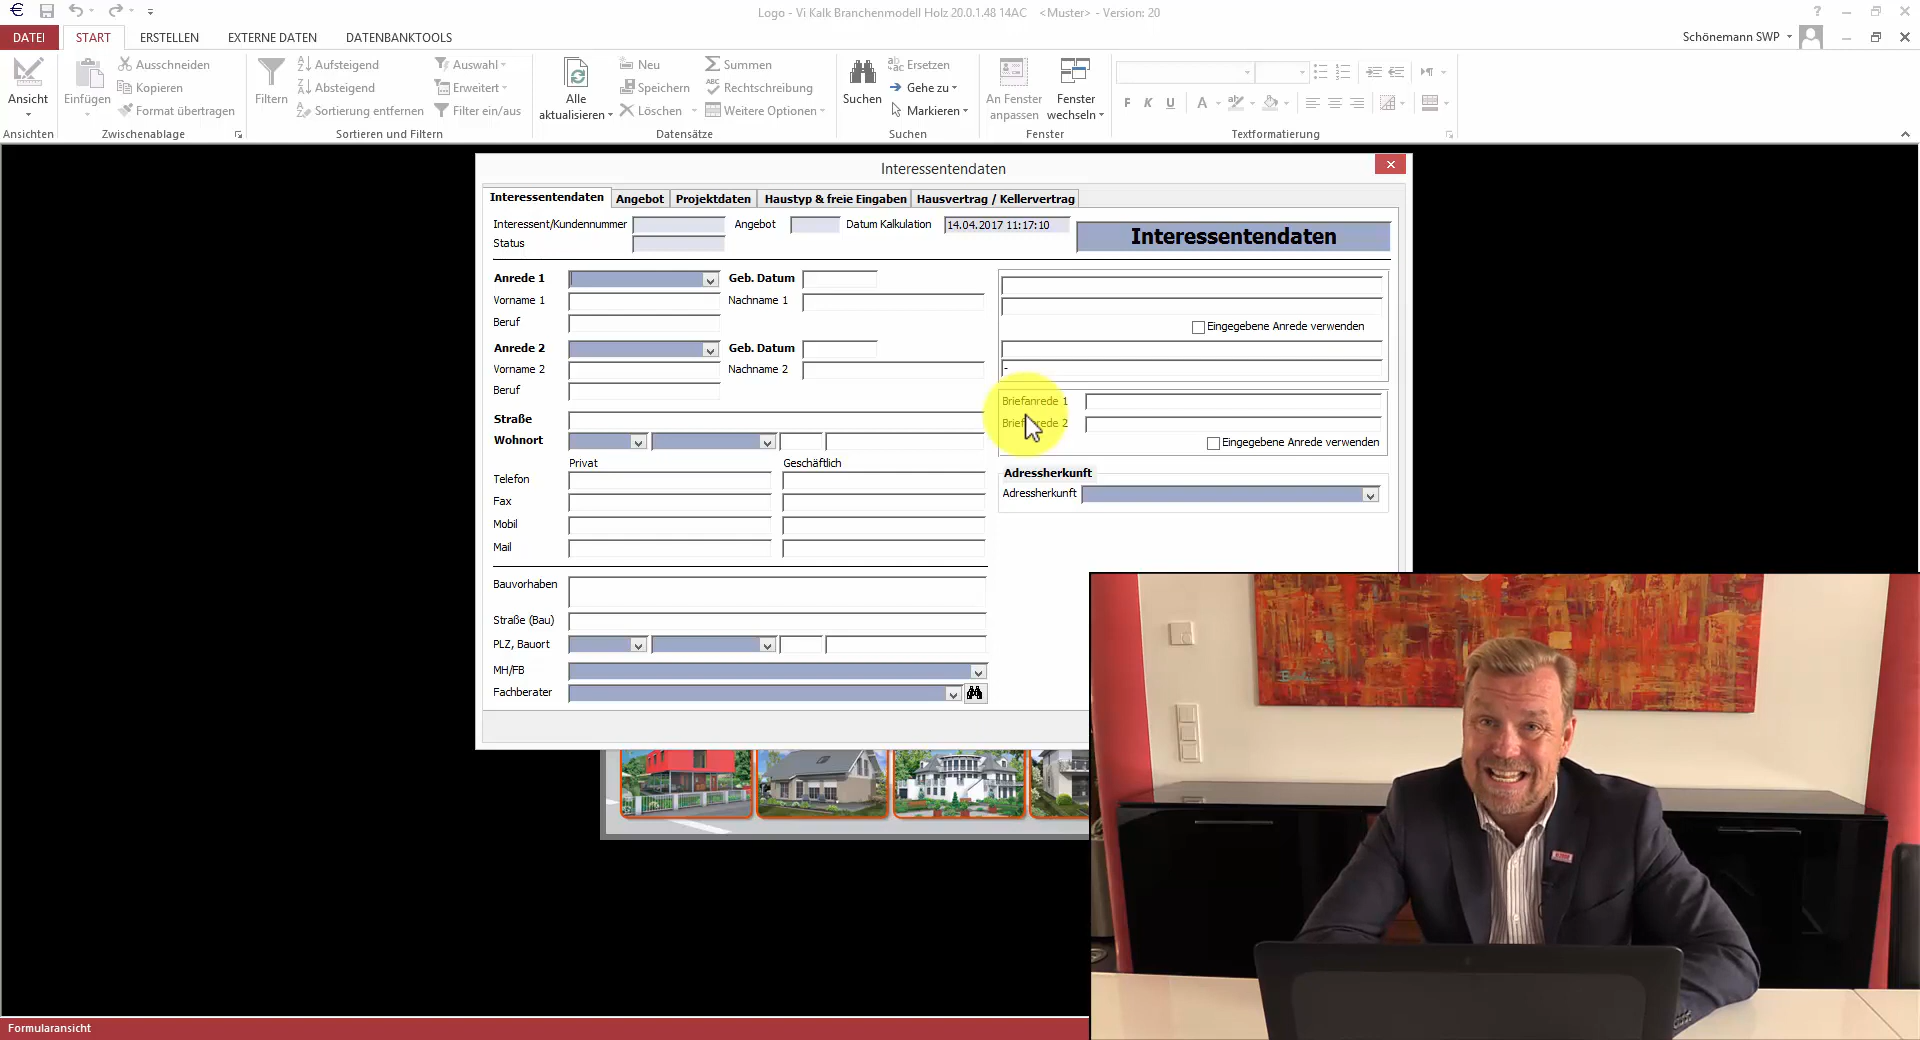 Logo - Vi Kalk Branchenmodell Holz 20.0.1.48 14AC <Muster> - Version: 20
DATEI START ERSTELLEN EXTERNE DATEN DATENBANKTOOLS
Schönemann SWP
Ansicht
Ansichten
Einfügen
Ausschneiden
Kopieren
Format übertragen
Zwischenablage
Filtern
Aufsteigend
Absteigend
Sortierung entfernen
Auswahl
Erweitert
Filter ein/aus
Sortieren und Filtern
Alle
aktualisieren
Neu
Speichern
Löschen
Summen
Rechtschreibung
Weitere Optionen
Datensätze
Suchen
Ersetzen
Gehe zu
Markieren
Suchen
An Fenster
anpassen
Fenster
wechseln
Fenster
F K U A
Textformatierung
Interessentendaten
Interessentendaten Angebot Projektdaten Haustyp & freie Eingaben Hausvertrag / Kellervertrag
Interessent/Kundennummer Angebot Datum Kalkulation 14.04.2017 11:17:10
Status
Interessentendaten
Anrede 1 Geb. Datum
Vorname 1 Nachname 1
Beruf
Anrede 2 Geb. Datum
Vorname 2 Nachname 2
Beruf
Straße
Wohnort
Privat Geschäftlich
Telefon
Fax
Mobil
Mail
Bauvorhaben
Straße (Bau)
PLZ, Bauort
MH/FB
Fachberater
Eingegebene Anrede verwenden
-
Briefanrede 1
Briefanrede 2
Eingegebene Anrede verwenden
Adressherkunft
Adressherkunft
Formularansicht